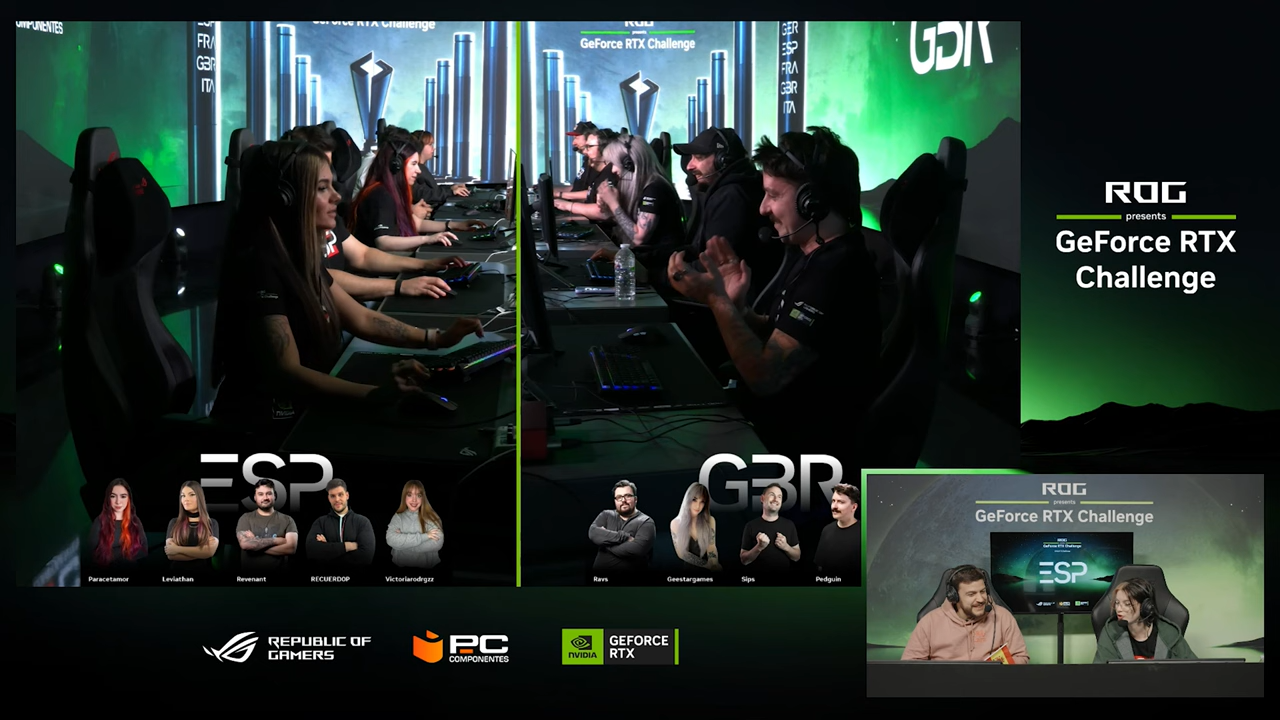 COMPONENTES
GeForce RTX Challenge
ESP
FRA
GBR
ITA
ROG
presents
GeForce RTX Challenge
GER
ESP
FRA
GBR
ITA
GBR
ROG
presents
GeForce RTX
Challenge
ESP
Paracetamor
Leviathan
Revenant
RECUERDOP
Victoriarodrgzz
GBR
Ravs
Geestargames
Sips
Pedguin
ROG
presents
GeForce RTX Challenge
ESP
REPUBLIC OF
GAMERS
PC
COMPONENTES
NVIDIA
GEFORCE
RTX